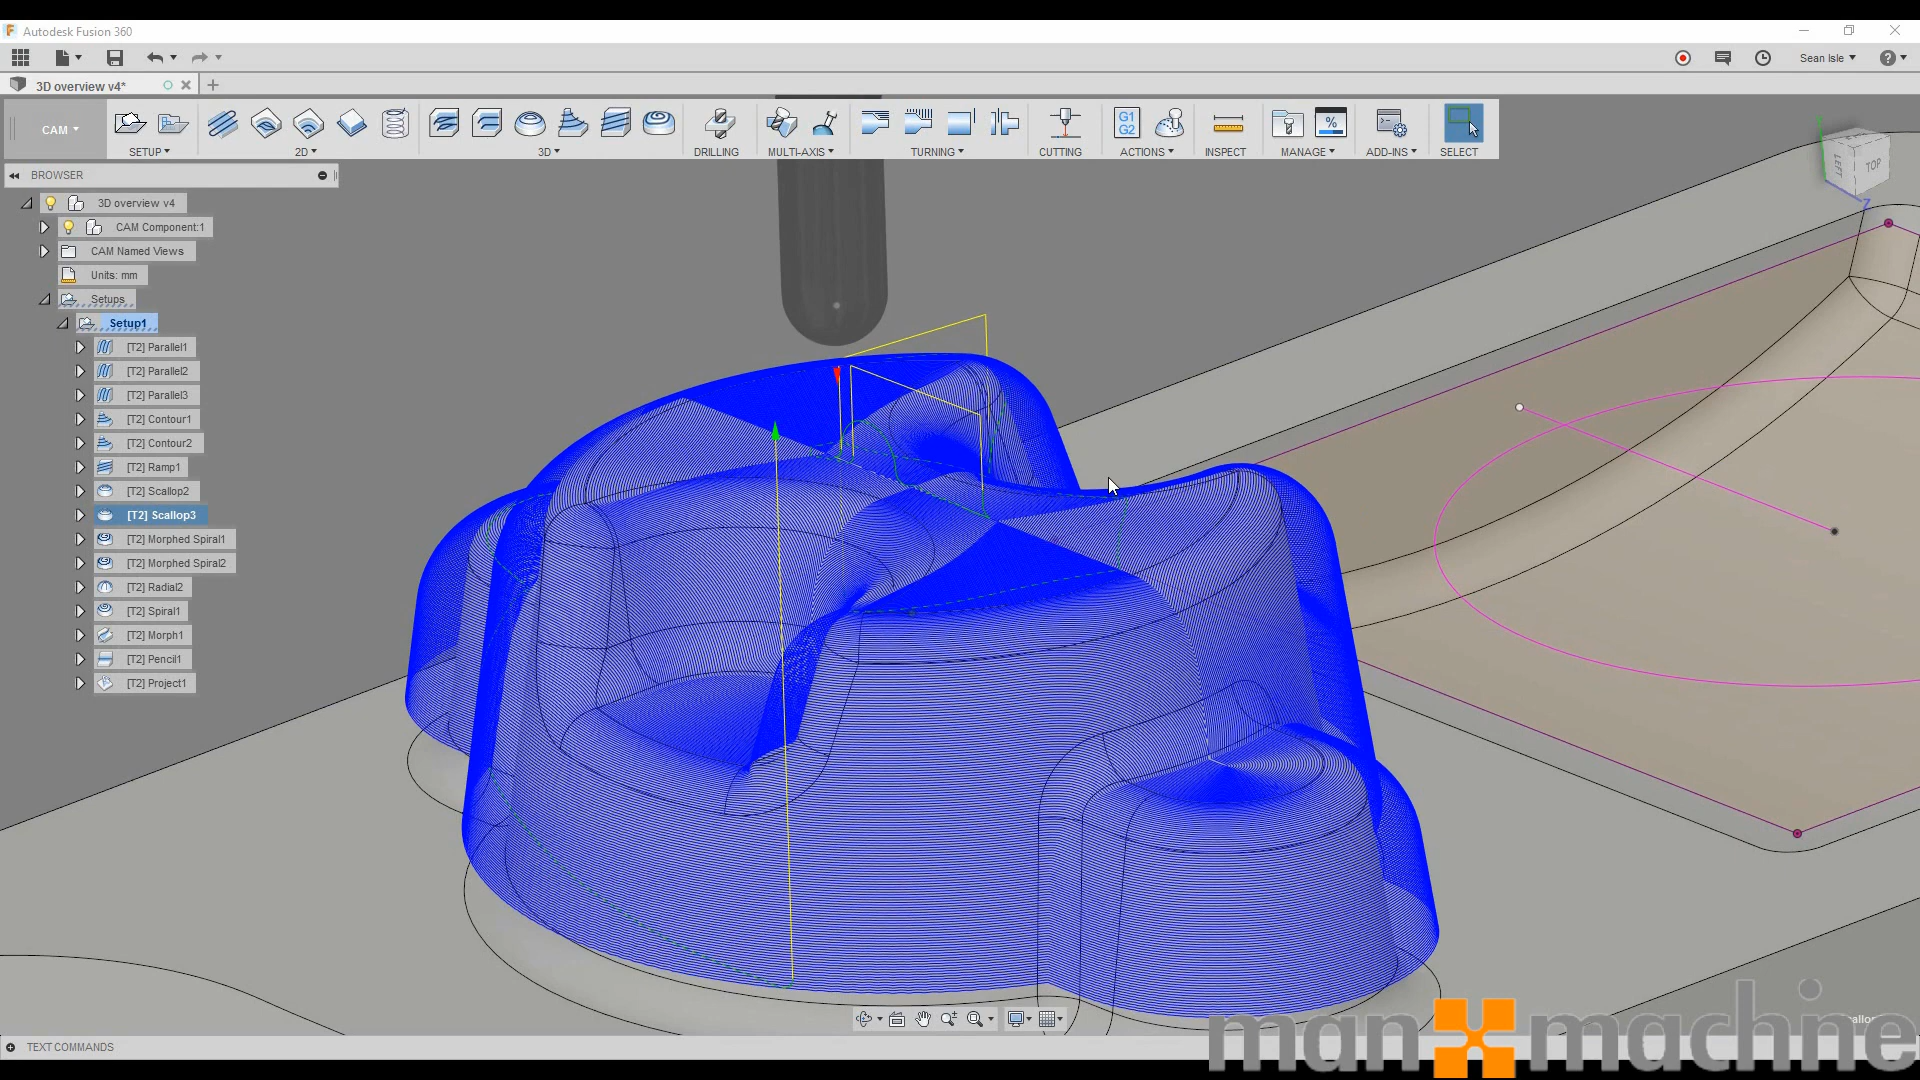 Autodesk Fusion 360
Sean Isle
3D overview v4*
CAM
G1
G2
SETUP
2D
3D
DRILLING
MULTI-AXIS
TURNING
CUTTING
ACTIONS
INSPECT
MANAGE
ADD-INS
SELECT
LEFT
TOP
Z
BROWSER
3D overview v4
CAM Component:1
CAM Named Views
Units: mm
Setups
Setup1
[T2] Parallel1
[T2] Parallel2
[T2] Parallel3
[T2] Contour1
[T2] Contour2
[T2] Ramp1
[T2] Scallop2
[T2] Scallop3
[T2] Morphed Spiral1
[T2] Morphed Spiral2
[T2] Radial2
[T2] Spiral1
[T2] Morph1
[T2] Pencil1
[T2] Project1
TEXT COMMANDS
man machine